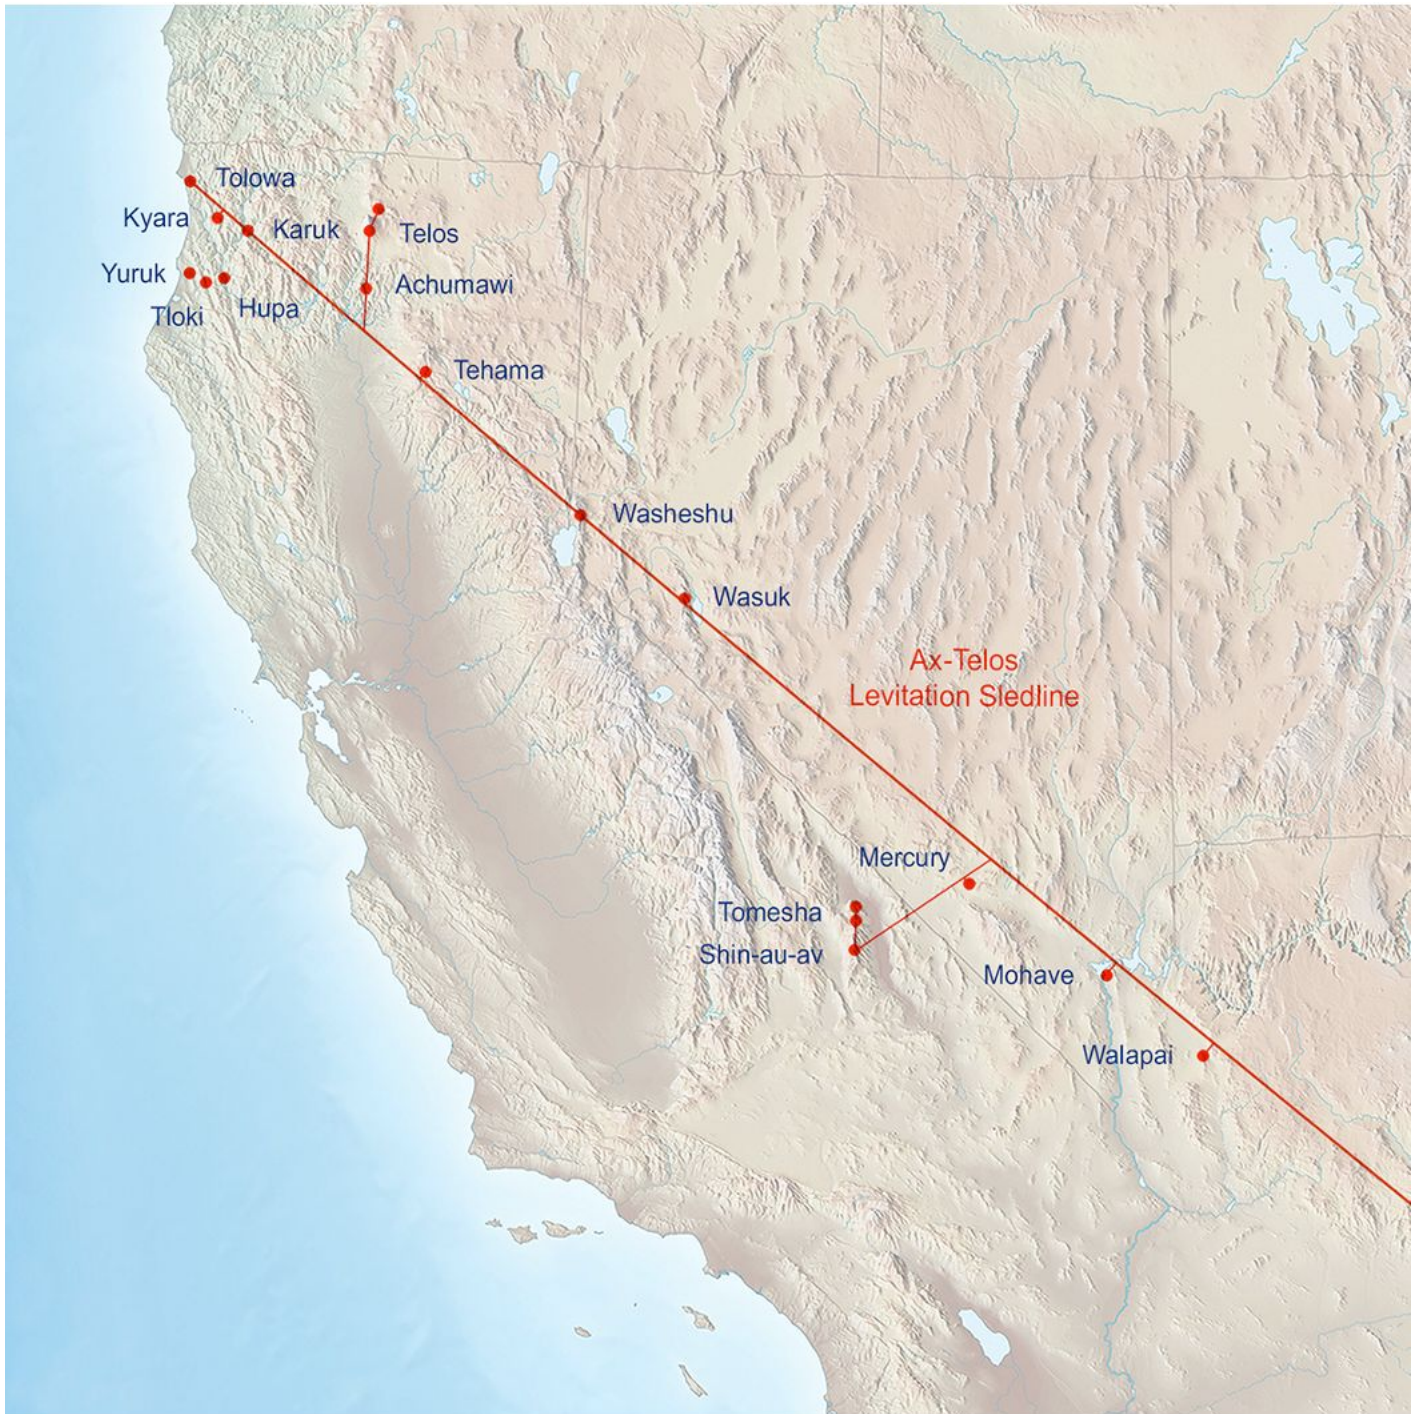 Tolowa
Kyara
Karuk
Telos
Yuruk
Achumawi
Tloki
Hupa
Tehama
Washeshu
Wasuk
Ax-Telos
Levitation Sledline
Mercury
Tomesha
Shin-au-av
Mohave
Walapai